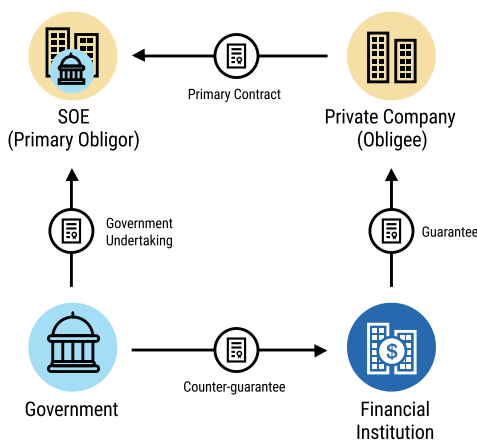 Primary Contract
SOE
(Primary Obligor)
Private Company
(Obligee)
Government
Undertaking
Guarantee
$
Counter-guarantee
Government
Financial
Institution